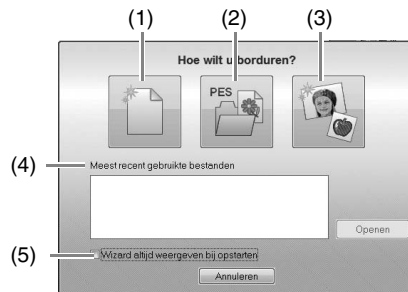 (1) (2) (3)
Hoe wilt u borduren?
PES
(4) Meest recent gebruikte bestanden
Openen
(5) Wizard altijd weergeven bij opstarten
Annuleren